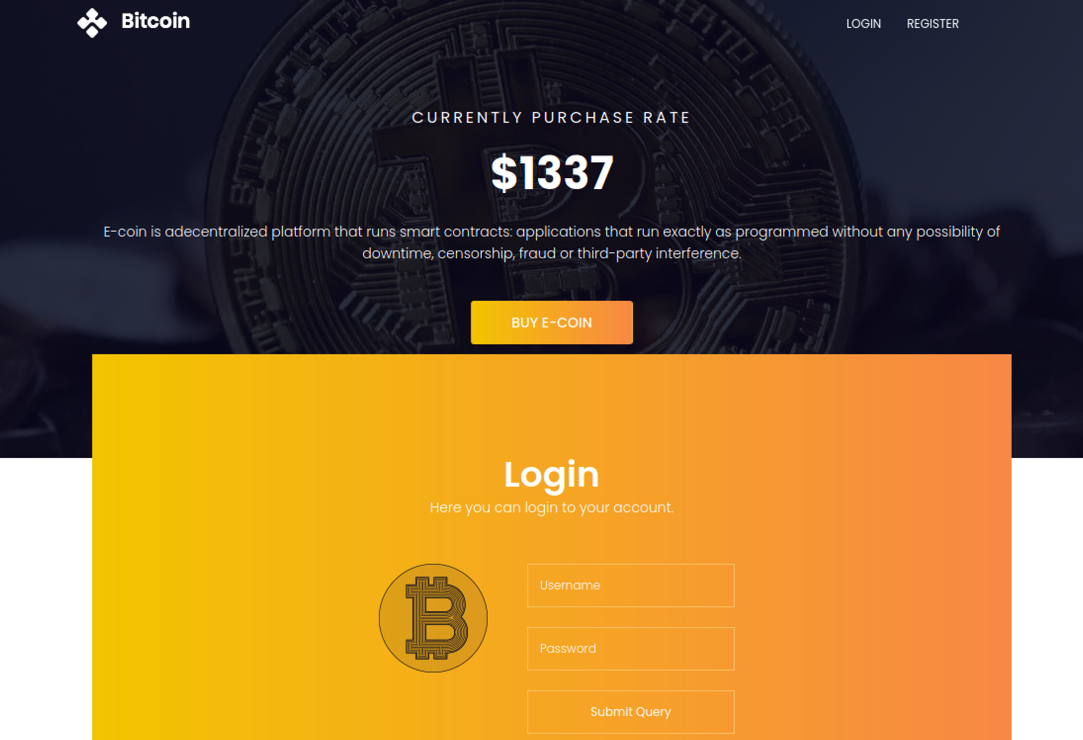 Bitcoin
LOGIN REGISTER
CURRENTLY PURCHASE RATE
$1337
E-coin is adecentralized platform that runs smart contracts: applications that run exactly as programmed without any possibility of
downtime, censorship, fraud or third-party interference.
BUY E-COIN
Login
Here you can login to your account.
Username
Password
Submit Query